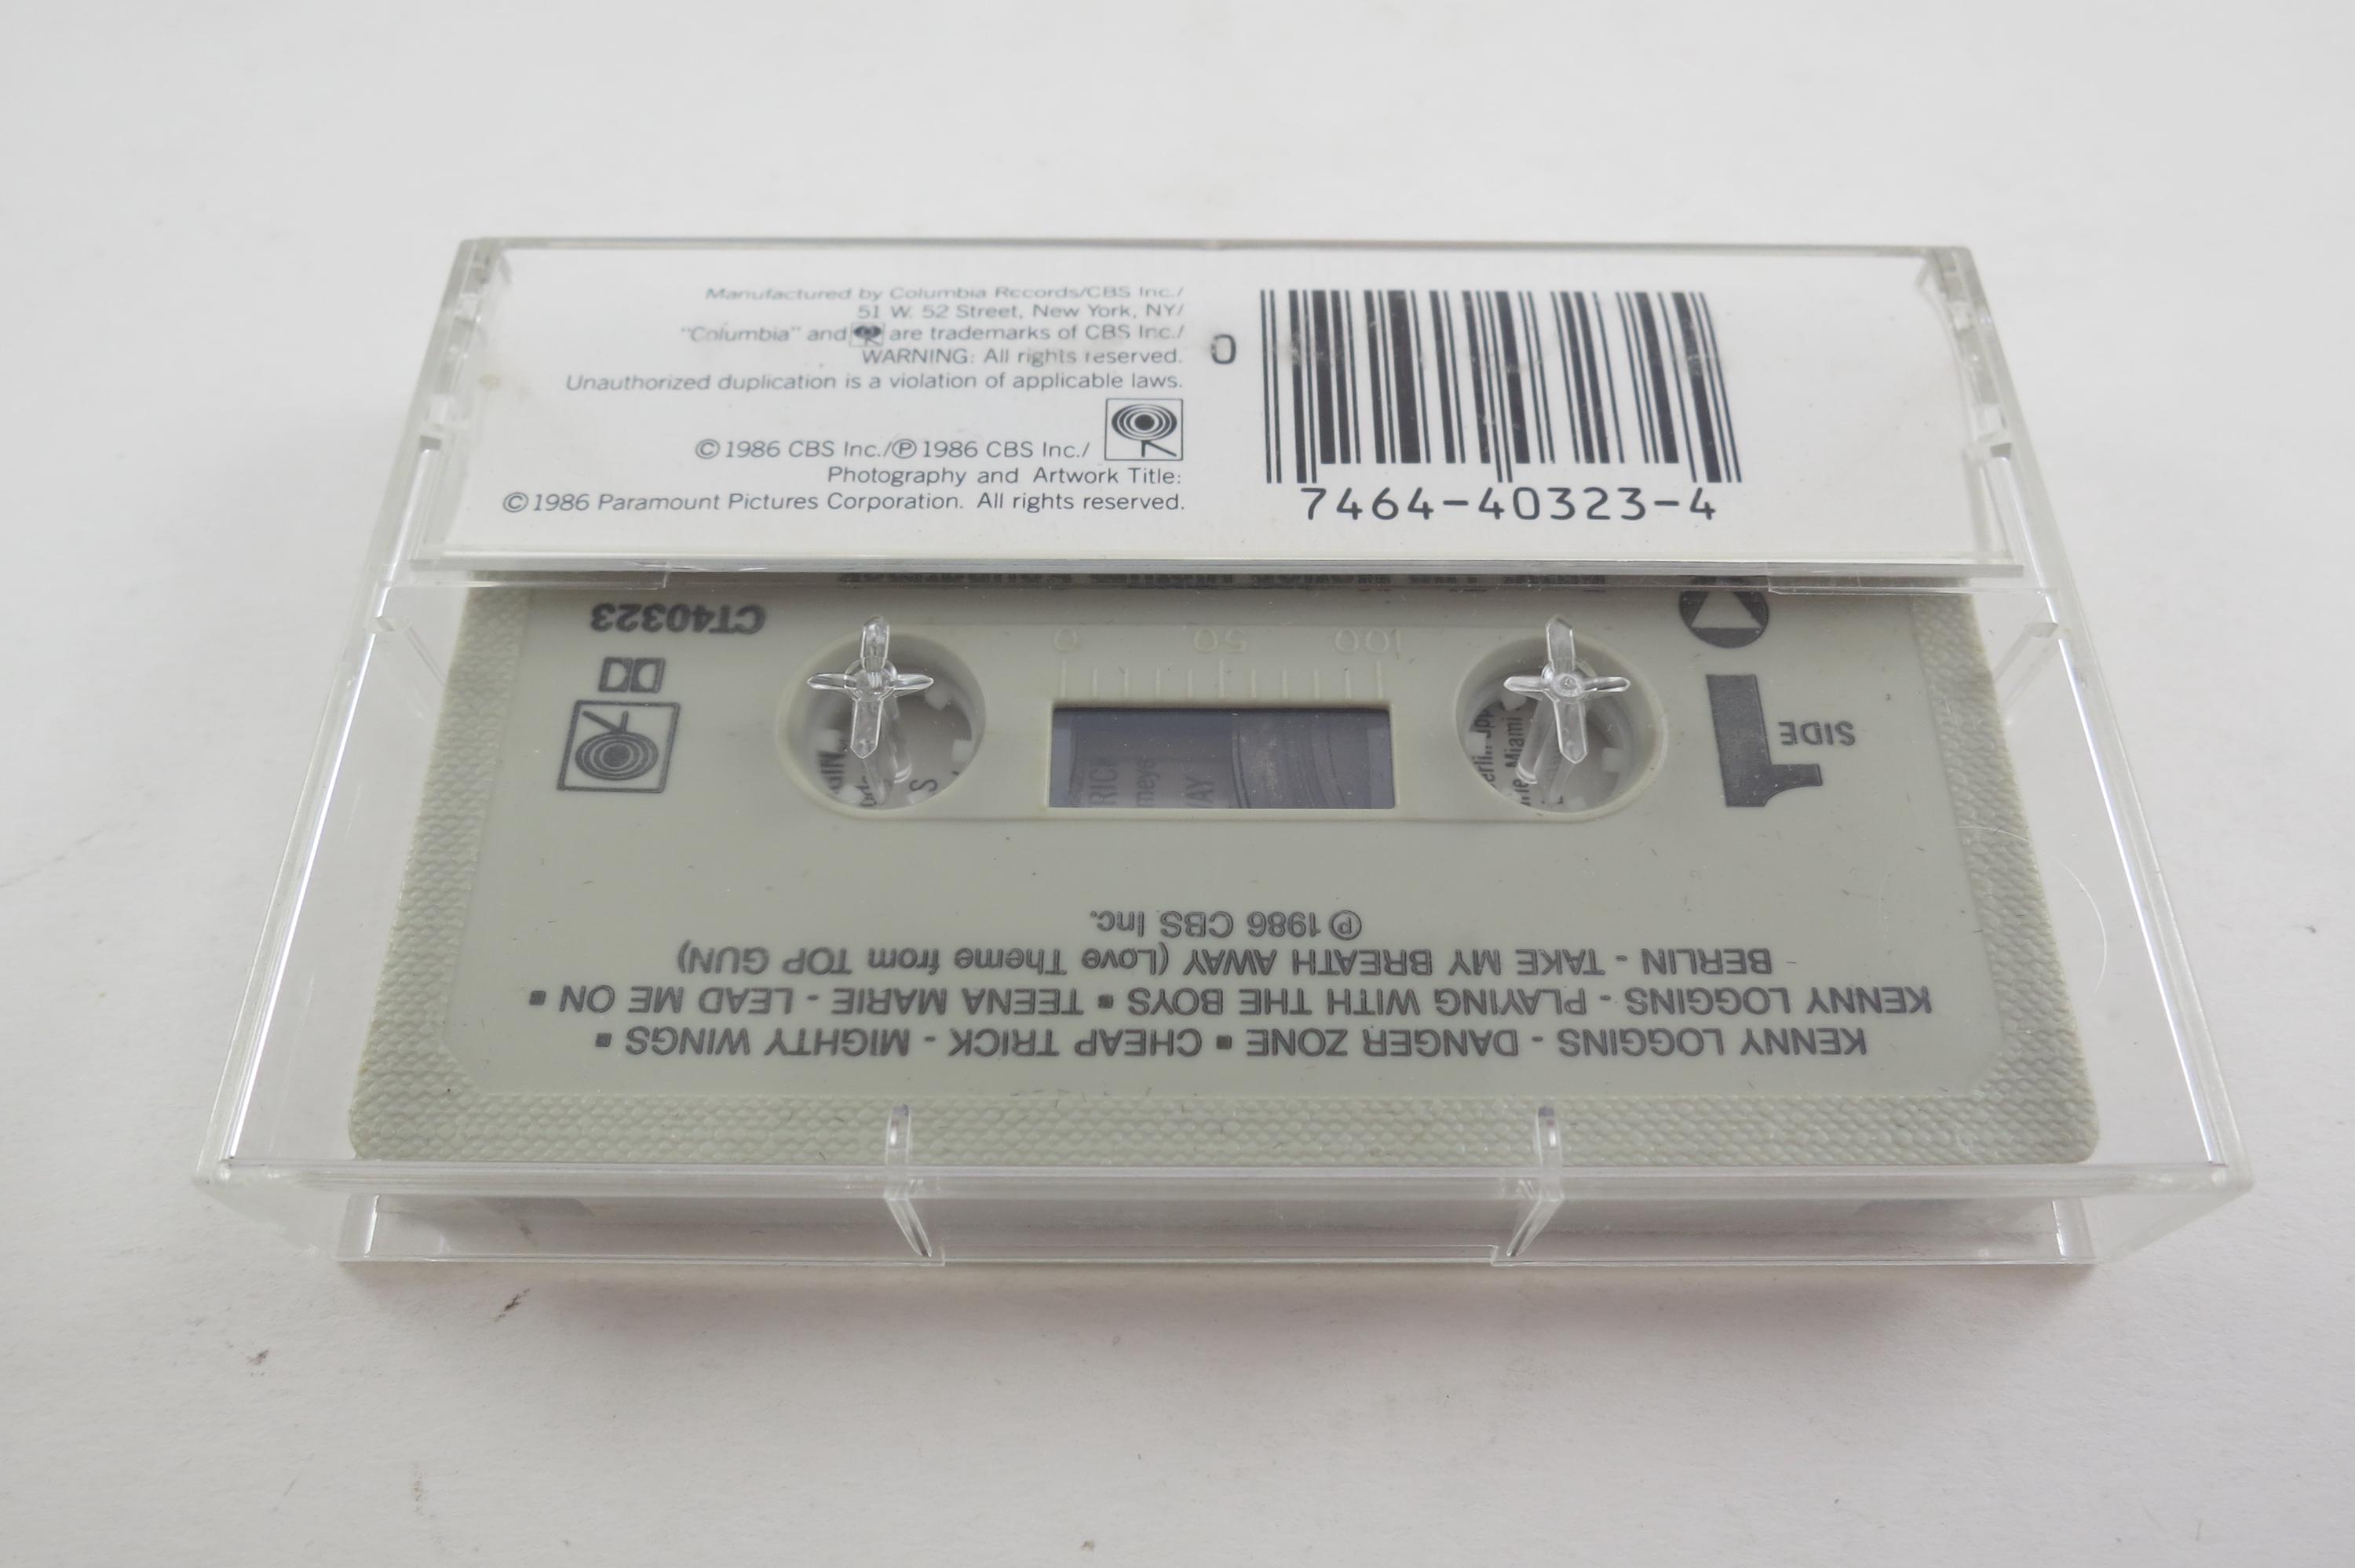 Manufactured by Columbia Records/CBS Inc./
51 W. 52 Street, New York, NY/
"Columbia" and are trademarks of CBS Inc./
WARNING: All rights reserved.
Unauthorized duplication is a violation of applicable laws.
©1986 CBS Inc./Ⓟ1986 CBS Inc./
Photography and Artwork Title:
©1986 Paramount Pictures Corporation. All rights reserved.
0
7464-40323-4
KENNY LOGGINS - DANGER ZONE ▪ CHEAP TRICK - MIGHTY WINGS ▪
KENNY LOGGINS - PLAYING WITH THE BOYS ▪ TEENA MARIE - LEAD ME ON ▪
BERLIN - TAKE MY BREATH AWAY (Love Theme from TOP GUN)
Ⓟ 1986 CBS Inc.
SIDE
1
100 50 0
CT40323
Miami